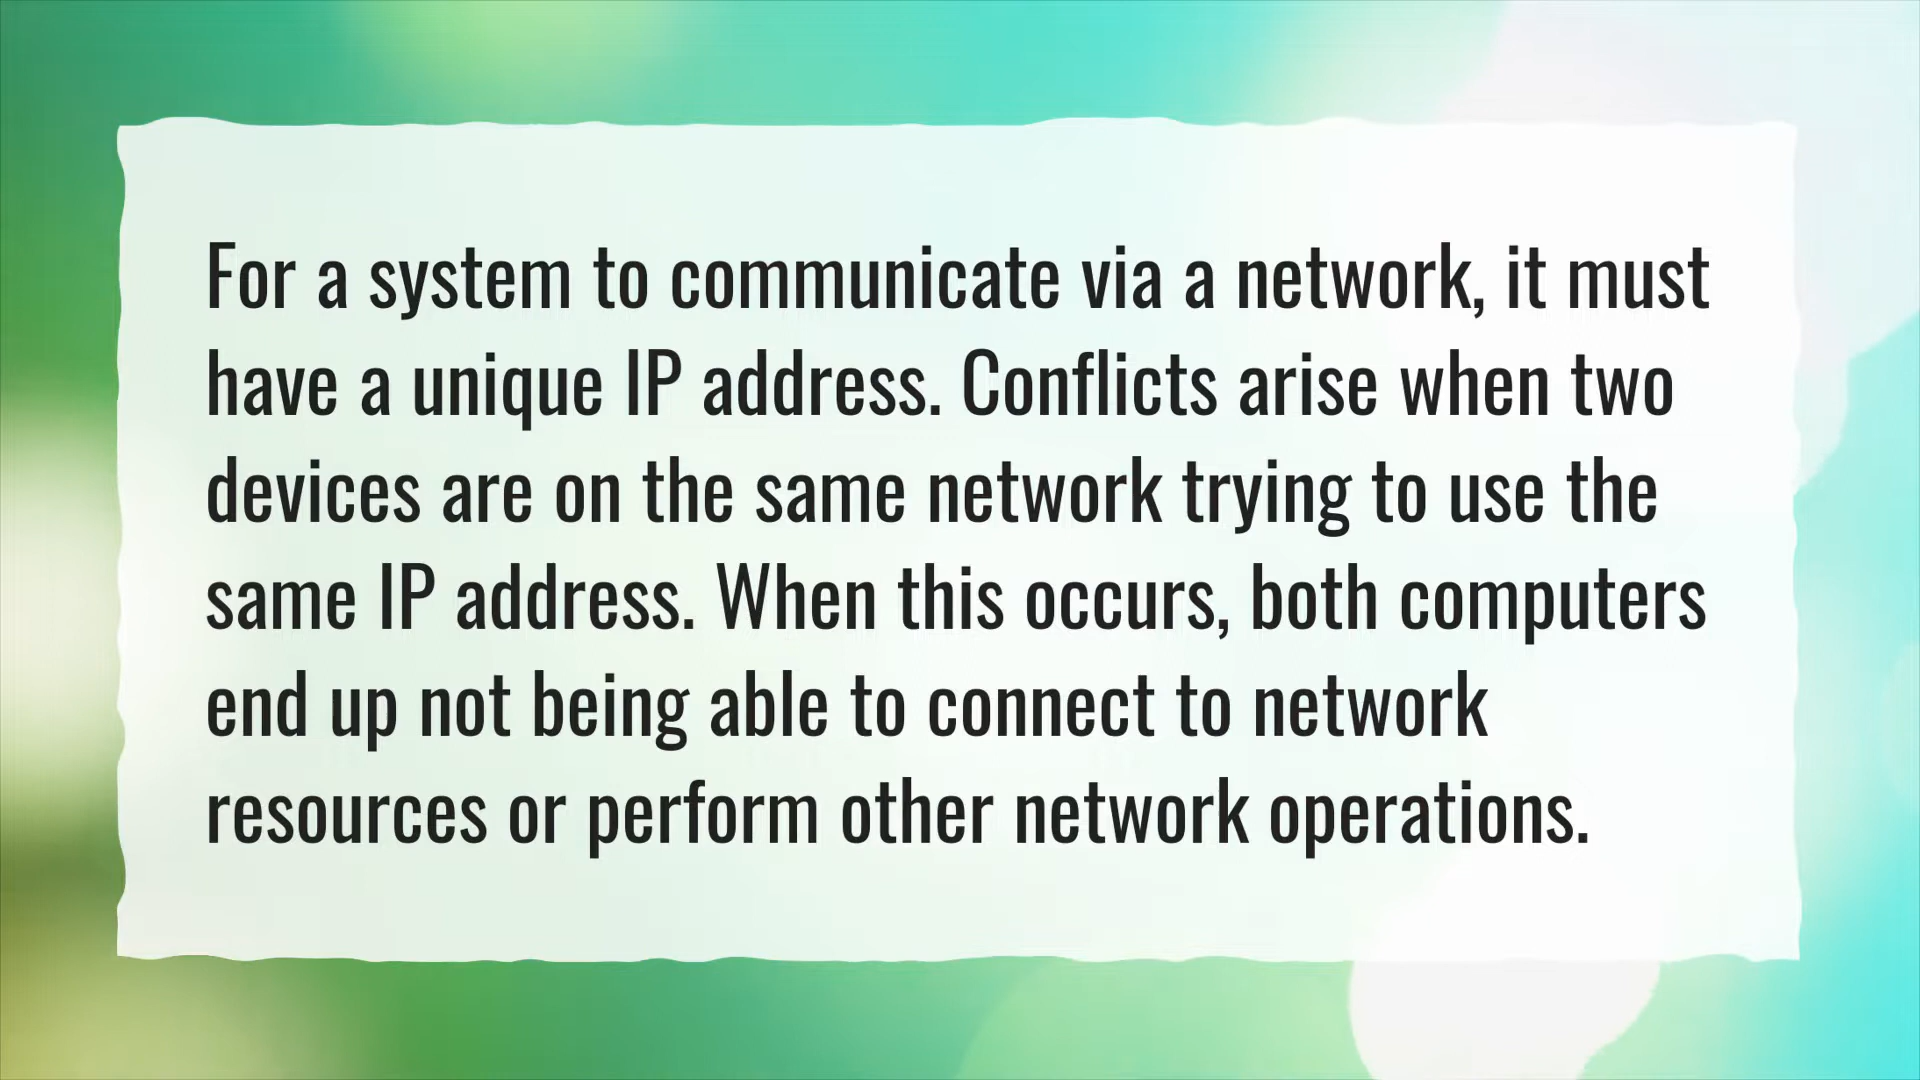 For a system to communicate via a network, it must
have a unique IP address. Conflicts arise when two
devices are on the same network trying to use the
same IP address. When this occurs, both computers
end up not being able to connect to network
resources or perform other network operations.